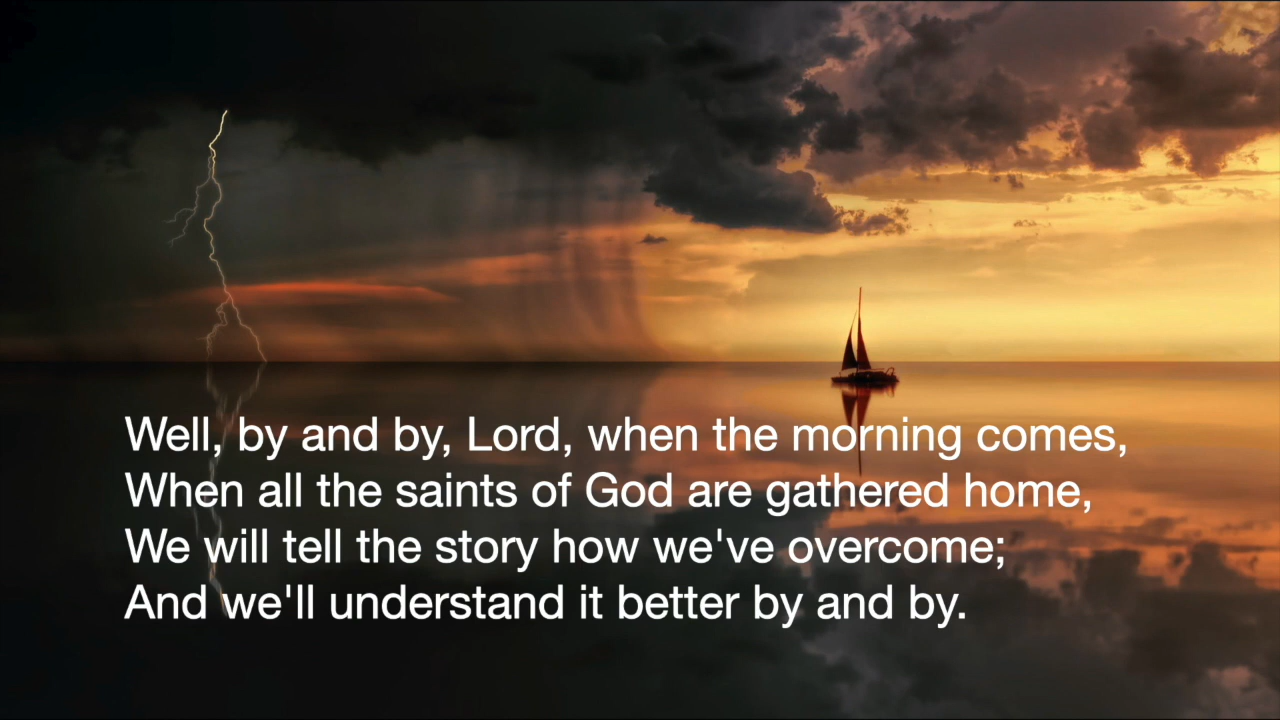 Well, by and by, Lord, when the morning comes,
When all the saints of God are gathered home,
We will tell the story how we've overcome;
And we'll understand it better by and by.